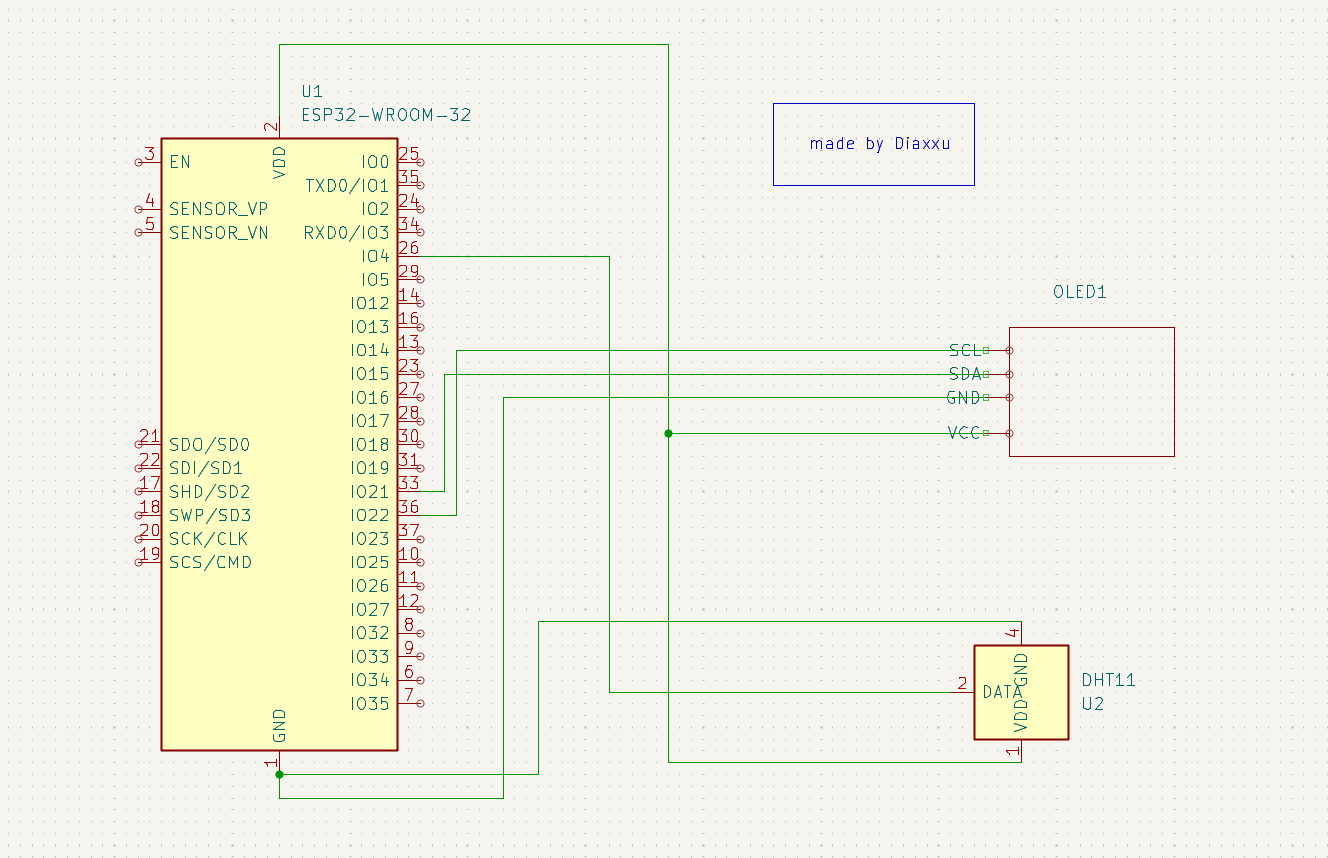 U1
ESP32-WROOM-32
2
VDD
3
EN
4
SENSOR_VP
5
SENSOR_VN
21
SDO/SD0
22
SDI/SD1
17
SHD/SD2
18
SWP/SD3
20
SCK/CLK
19
SCS/CMD
IO0
25
TXD0/IO1
35
IO2
24
RXD0/IO3
34
IO4
26
IO5
29
IO12
14
IO13
16
IO14
13
IO15
23
IO16
27
IO17
28
IO18
30
IO19
31
IO21
33
IO22
36
IO23
37
IO25
10
IO26
11
IO27
12
IO32
8
IO33
9
IO34
6
IO35
7
GND
1
made by Diaxxu
OLED1
SCL
SDA
GND
VCC
4
GND
2
DATA
VDD
1
DHT11
U2